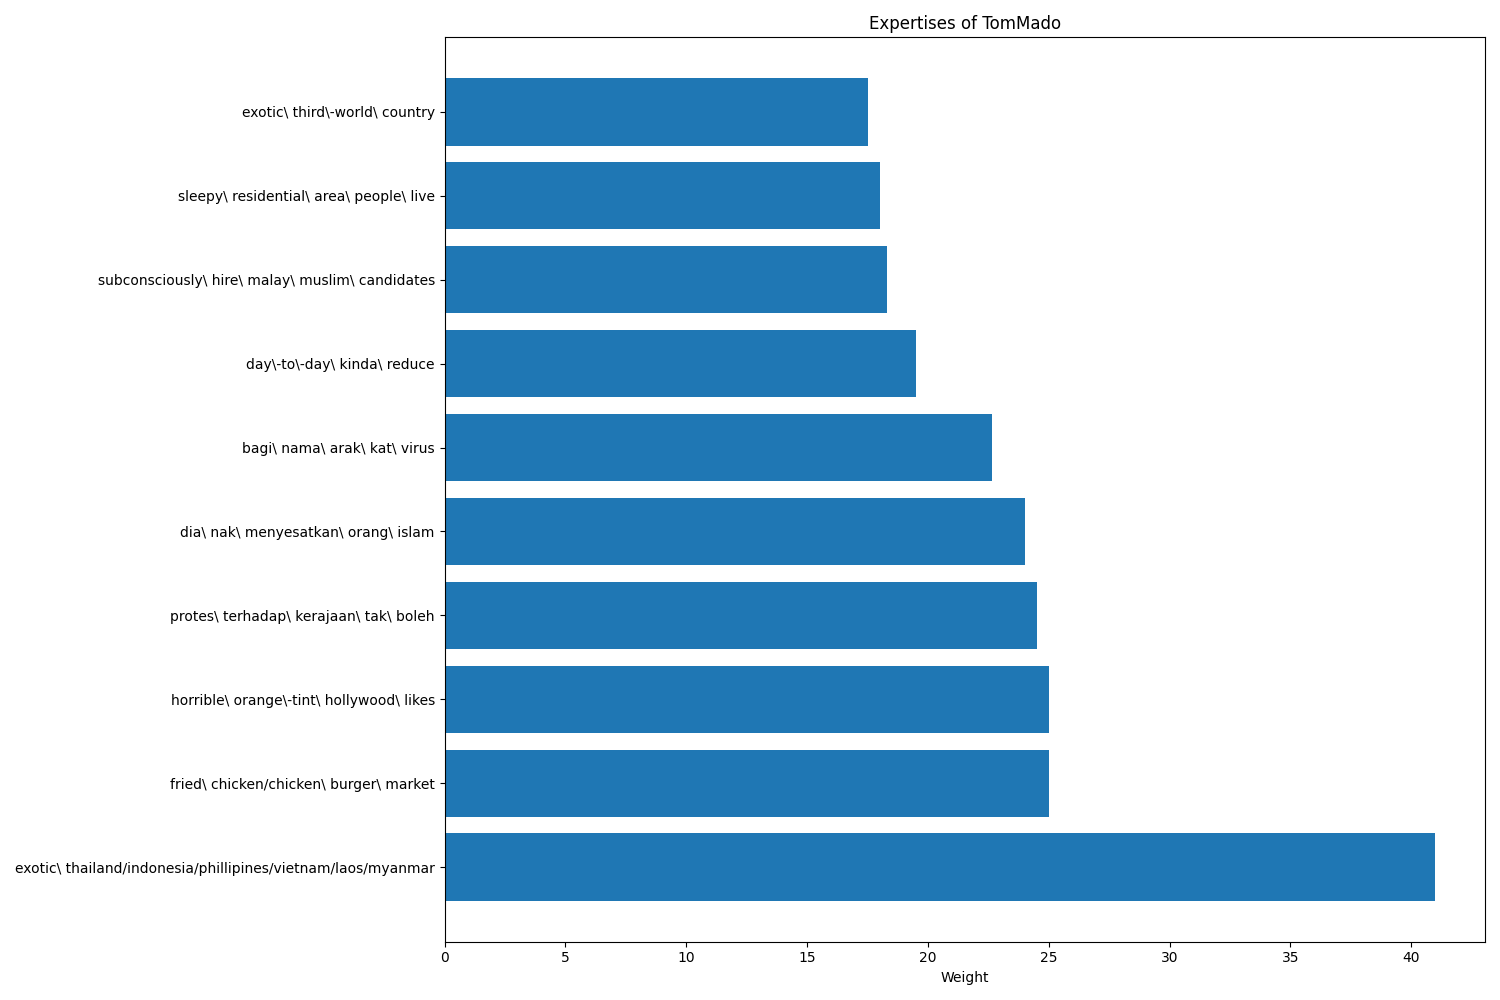 Expertises of TomMado
exotic\ third\-world\ country
sleepy\ residential\ area\ people\ live
subconsciously\ hire\ malay\ muslim\ candidates
day\-to\-day\ kinda\ reduce
bagi\ nama\ arak\ kat\ virus
dia\ nak\ menyesatkan\ orang\ islam
protes\ terhadap\ kerajaan\ tak\ boleh
horrible\ orange\-tint\ hollywood\ likes
fried\ chicken/chicken\ burger\ market
exotic\ thailand/indonesia/phillipines/vietnam/laos/myanmar
0 5 10 15 20 25 30 35 40
Weight